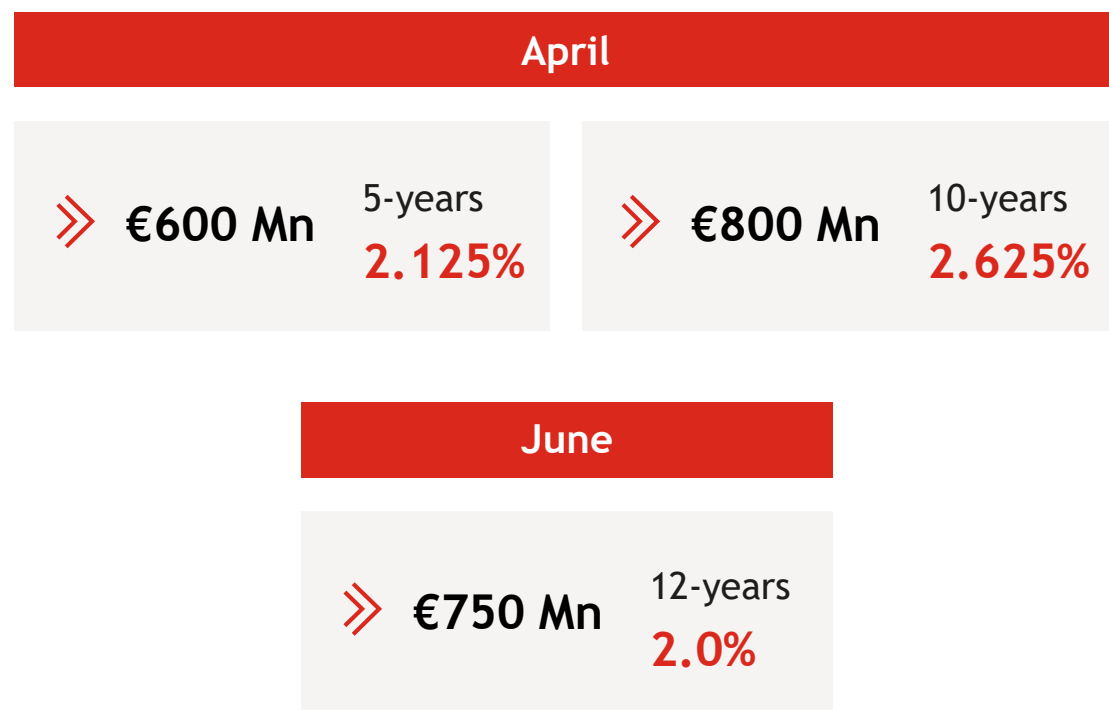 April
€600 Mn
5-years
2.125%
€800 Mn
10-years
2.625%
June
€750 Mn
12-years
2.0%